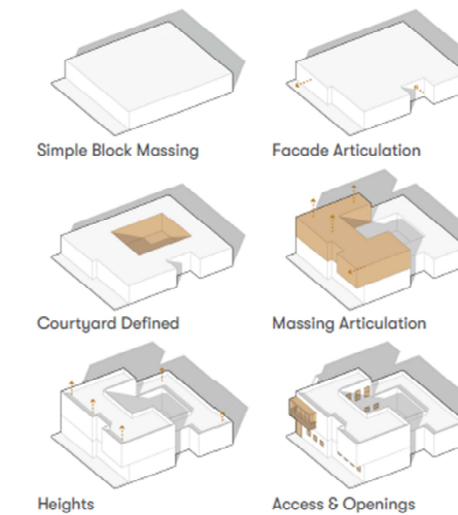 Simple Block Massing
Facade Articulation
Courtyard Defined
Massing Articulation
Heights
Access & Openings